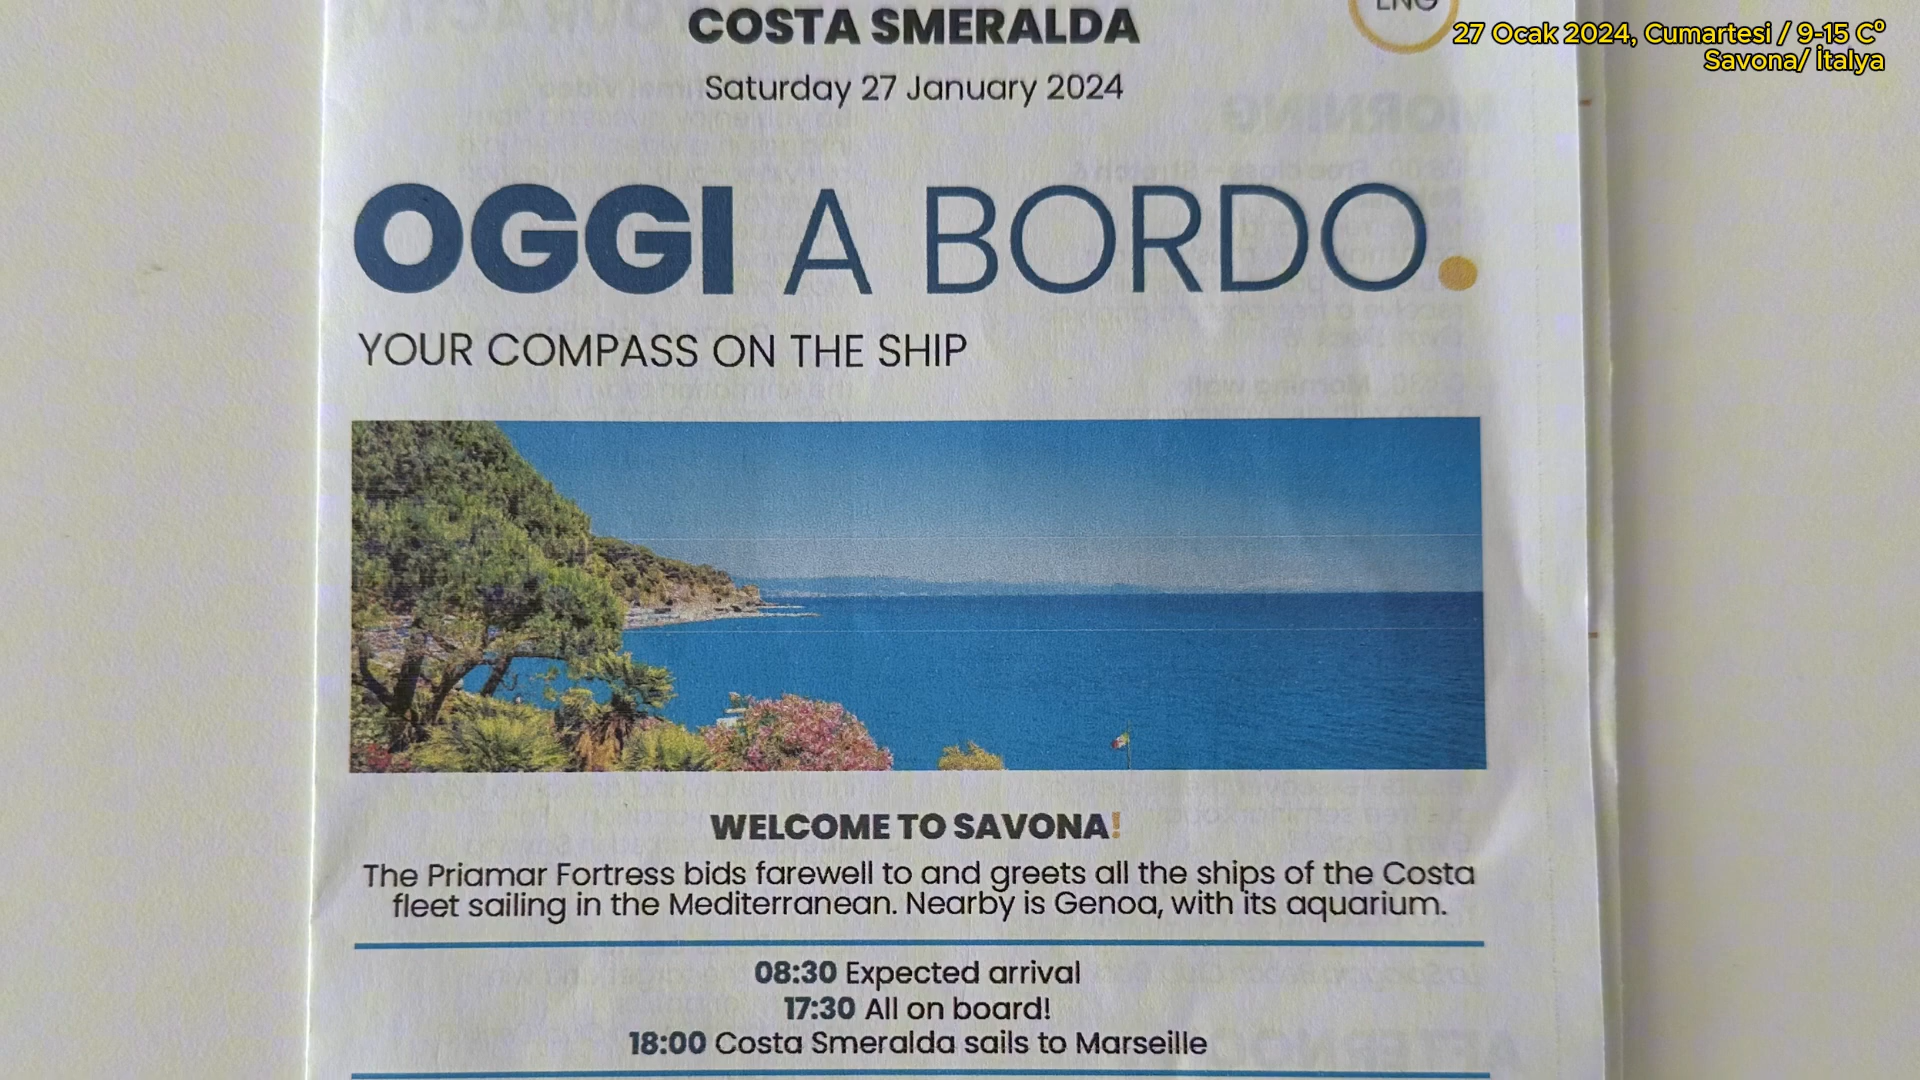 COSTA SMERALDA
ENG
27 Ocak 2024, Cumartesi / 9-15 C⁰
Savona/ İtalya
Saturday 27 January 2024
OGGI A BORDO.
YOUR COMPASS ON THE SHIP
WELCOME TO SAVONA!
The Priamar Fortress bids farewell to and greets all the ships of the Costa
fleet sailing in the Mediterranean. Nearby is Genoa, with its aquarium.
08:30 Expected arrival
17:30 All on board!
18:00 Costa Smeralda sails to Marseille